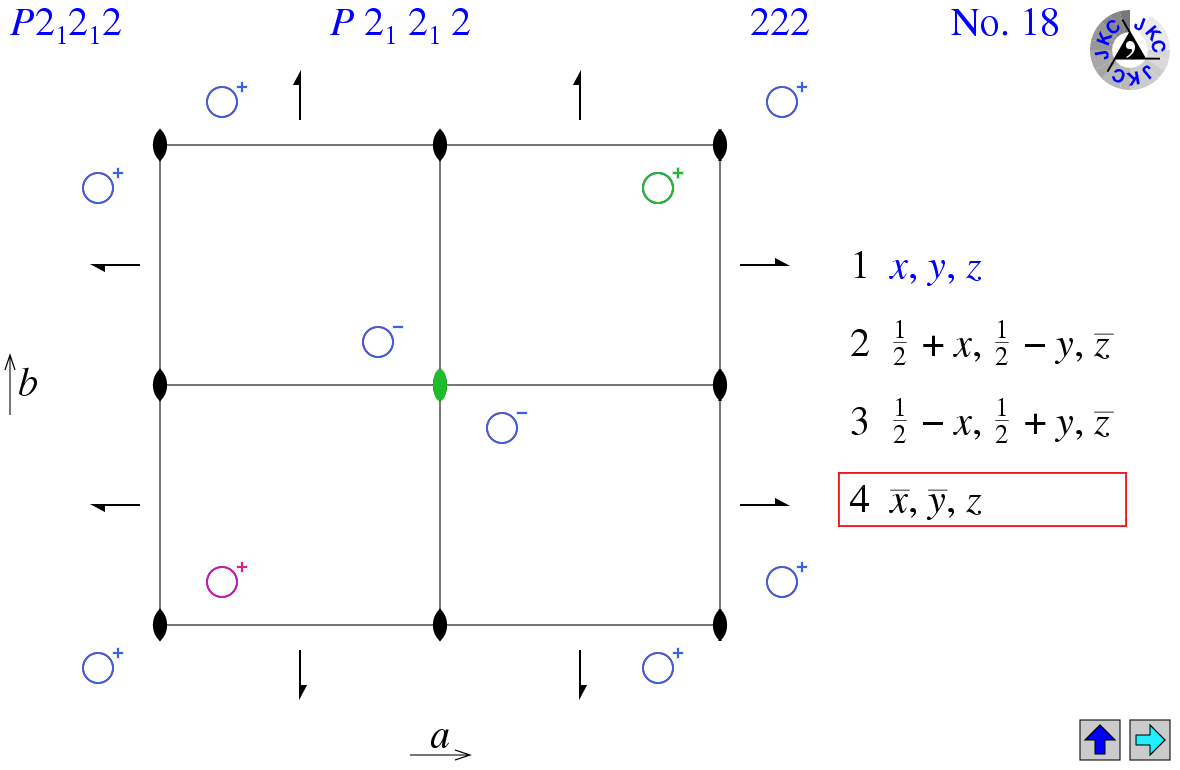 P2₁2₁2 P 2₁ 2₁ 2 222 No. 18
JKC JKC JKC
+ +
+ +
1 x, y, z
−
2 ½ + x, ½ − y, z̅
b
−
3 ½ − x, ½ + y, z̅
4 x̅, y̅, z
+ +
+ +
a